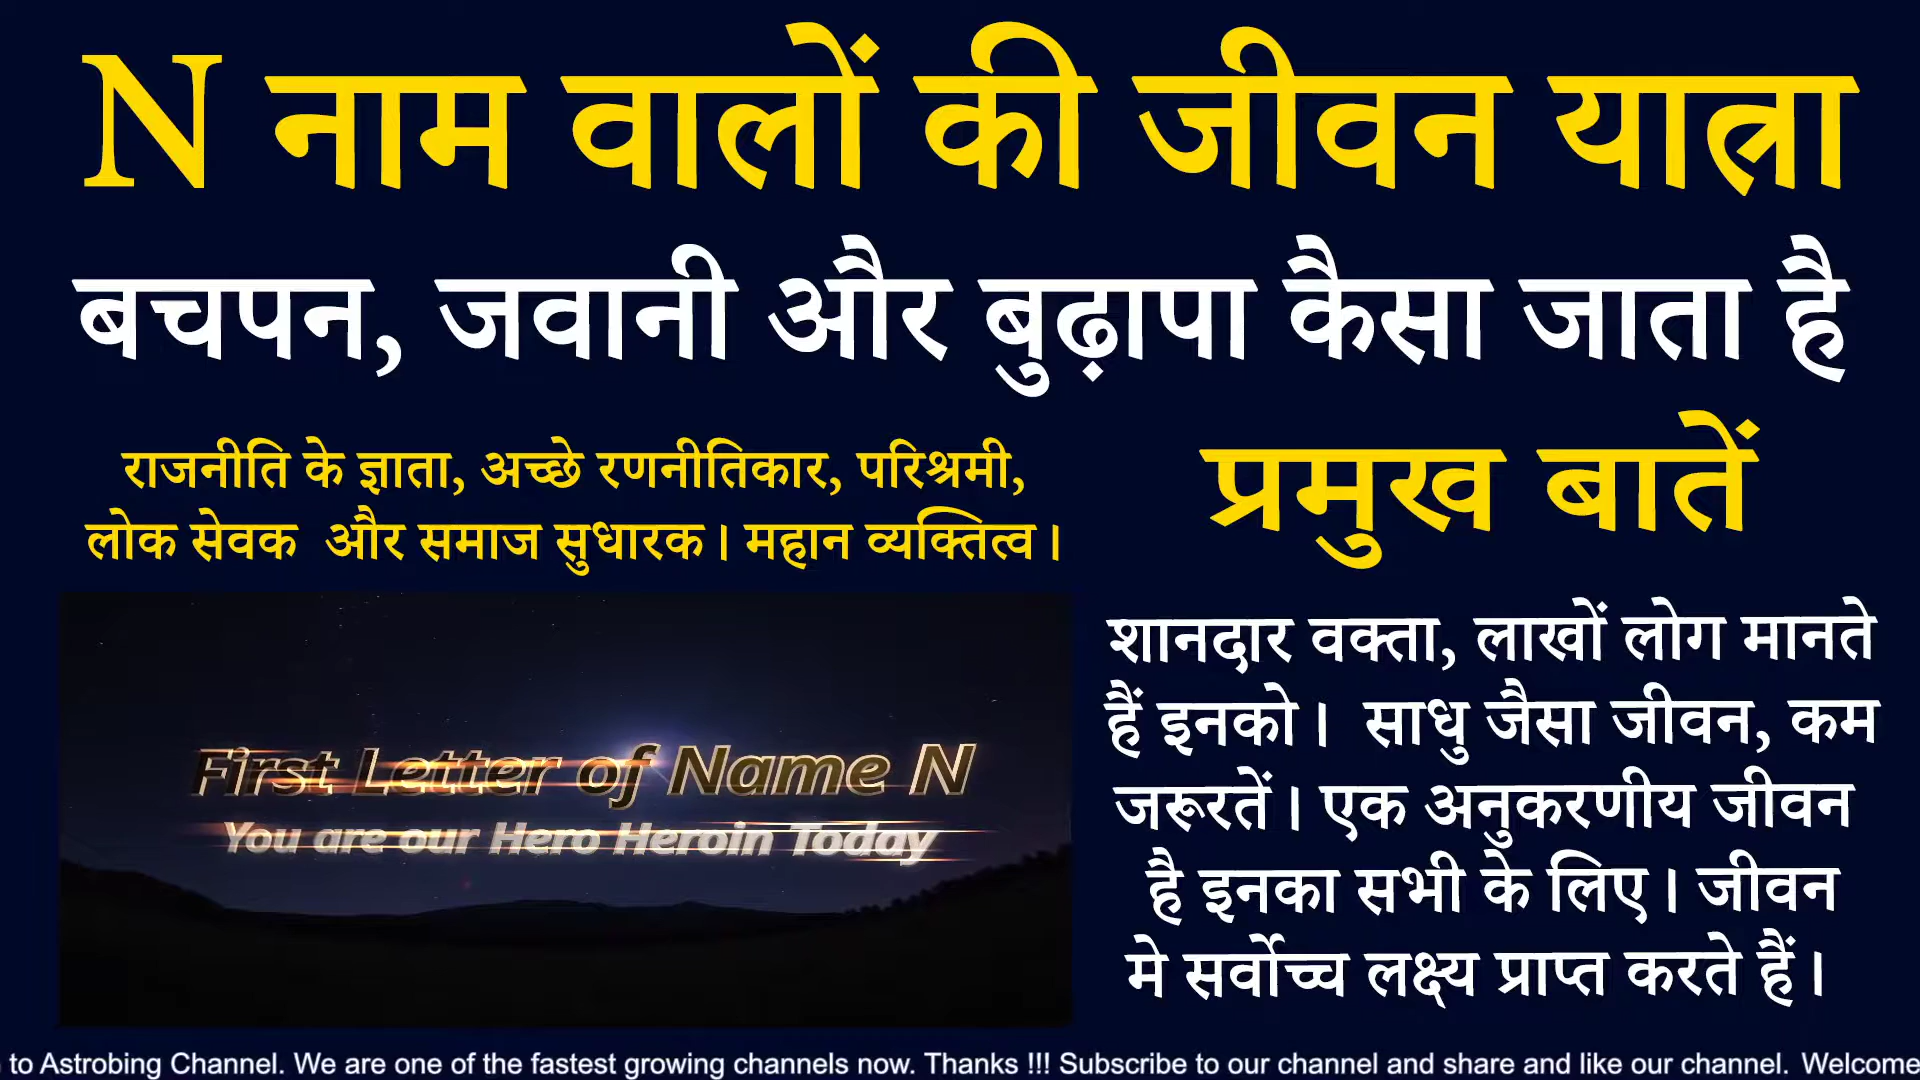 N नाम वालों की जीवन यात्रा
बचपन, जवानी और बुढ़ापा कैसा जाता है
राजनीति के ज्ञाता, अच्छे रणनीतिकार, परिश्रमी,
लोक सेवक और समाज सुधारक। महान व्यक्तित्व।
प्रमुख बातें
First Letter of Name N
You are our Hero Heroin Today
शानदार वक्ता, लाखों लोग मानते
हैं इनको। साधु जैसा जीवन, कम
जरूरतें। एक अनुकरणीय जीवन
है इनका सभी के लिए। जीवन
मे सर्वोच्च लक्ष्य प्राप्त करते हैं।
to Astrobing Channel. We are one of the fastest growing channels now. Thanks !!! Subscribe to our channel and share and like our channel. Welcome